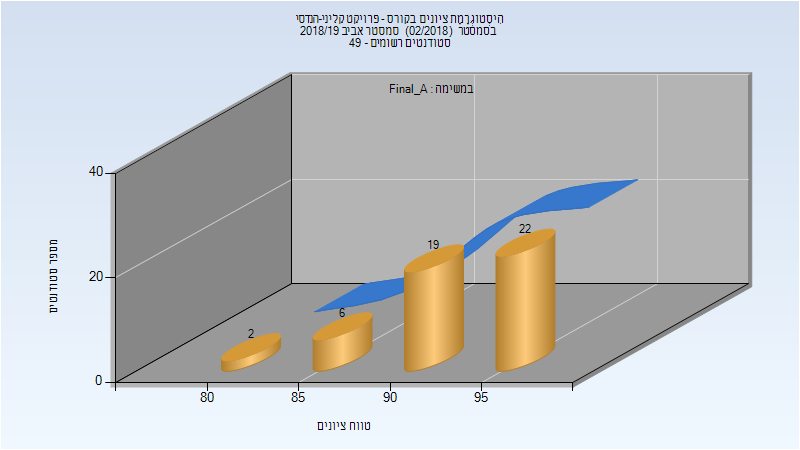 היסטוגרמת ציונים בקורס - פרויקט קליני-הנדסי
בסמסטר (02/2018) סמסטר אביב 2018/19
סטודנטים רשומים - 49
במשימה : Final_A
מספר סטודנטים
40
20
0
2
6
19
22
80
85
90
95
טווח ציונים